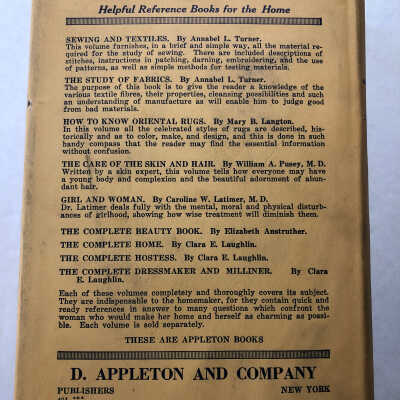 Helpful Reference Books for the Home
SEWING AND TEXTILES. By Annabel L. Turner.
This volume furnishes, in a brief and simple way, all the material re-
quired for the study of sewing. There are included descriptions of
stitches, instructions in patching, darning, embroidering, and the use
of patterns, as well as simple methods for testing materials.
THE STUDY OF FABRICS. By Annabel L. Turner.
The purpose of this book is to give the reader a knowledge of the
various textile fibres, their properties, cleansing possibilities and such
an understanding of manufacture as will enable him to judge good
from bad materials.
HOW TO KNOW ORIENTAL RUGS. By Mary B. Langton.
In this volume all the celebrated styles of rugs are described, his-
torically and as to color, make, and design, and this is done in such
handy compass that the reader may find the essential information
without confusion.
THE CARE OF THE SKIN AND HAIR. By William A. Pusey, M. D.
Written by a skin expert, this volume tells how everyone may have
a young body and complexion and the beautiful adornment of abun-
dant hair.
GIRL AND WOMAN. By Caroline W. Latimer, M. D.
Dr. Latimer deals fully with the mental, moral and physical disturb-
ances of girlhood, showing how wise treatment will diminish them.
THE COMPLETE BEAUTY BOOK. By Elizabeth Anstruther.
THE COMPLETE HOME. By Clara E. Laughlin.
THE COMPLETE HOSTESS. By Clara E. Laughlin.
THE COMPLETE DRESSMAKER AND MILLINER. By Clara
E. Laughlin.
Each of these volumes completely and thoroughly covers its subject.
They are indispensable to the homemaker, for they contain quick and
ready references in answer to many questions which confront the
woman who would make her home and herself as charming as possi-
ble. Each volume is sold separately.
THESE ARE APPLETON BOOKS
D. APPLETON AND COMPANY
PUBLISHERS NEW YORK